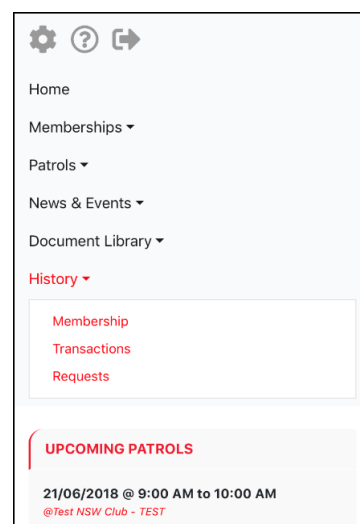 Home
Memberships
Patrols
News & Events
Document Library
History
Membership
Transactions
Requests
UPCOMING PATROLS
21/06/2018 @ 9:00 AM to 10:00 AM
@Test NSW Club - TEST